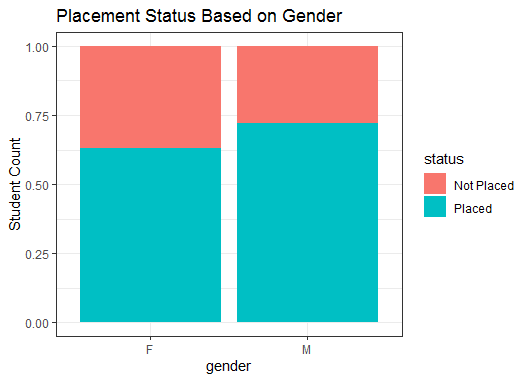 Placement Status Based on Gender
Student Count
1.00
0.75
0.50
0.25
0.00
F M
gender
status
Not Placed
Placed